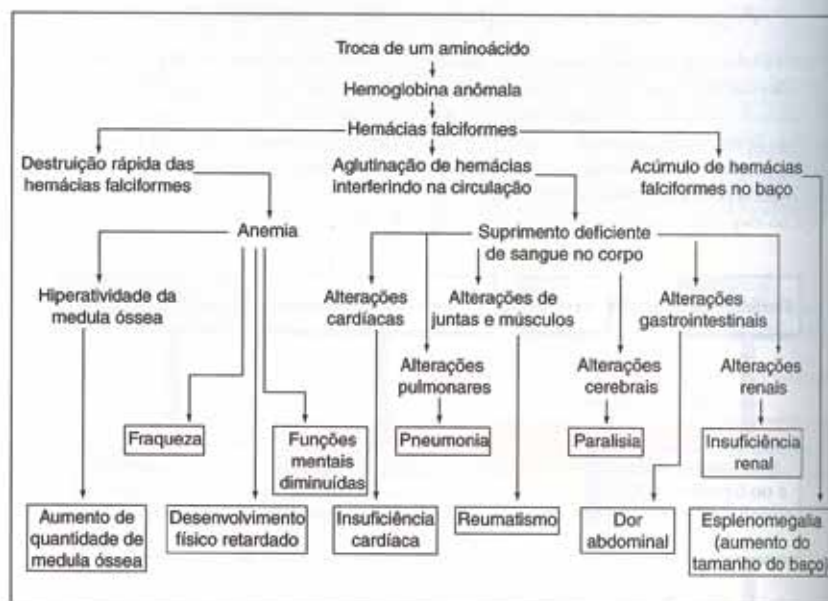 Troca de um aminoácido
Hemoglobina anômala
Hemácias falciformes
Destruição rápida das
hemácias falciformes
Aglutinação de hemácias
interferindo na circulação
Acúmulo de hemácias
falciformes no baço
Anemia
Suprimento deficiente
de sangue no corpo
Hiperatividade da
medula óssea
Alterações
cardíacas
Alterações de
juntas e músculos
Alterações
gastrointestinais
Alterações
pulmonares
Alterações
cerebrais
Alterações
renais
Fraqueza
Funções
mentais
diminuídas
Pneumonia
Paralisia
Insuficiência
renal
Aumento de
quantidade de
medula óssea
Desenvolvimento
físico retardado
Insuficiência
cardíaca
Reumatismo
Dor
abdominal
Esplenomegalia
(aumento do
tamanho do baço)